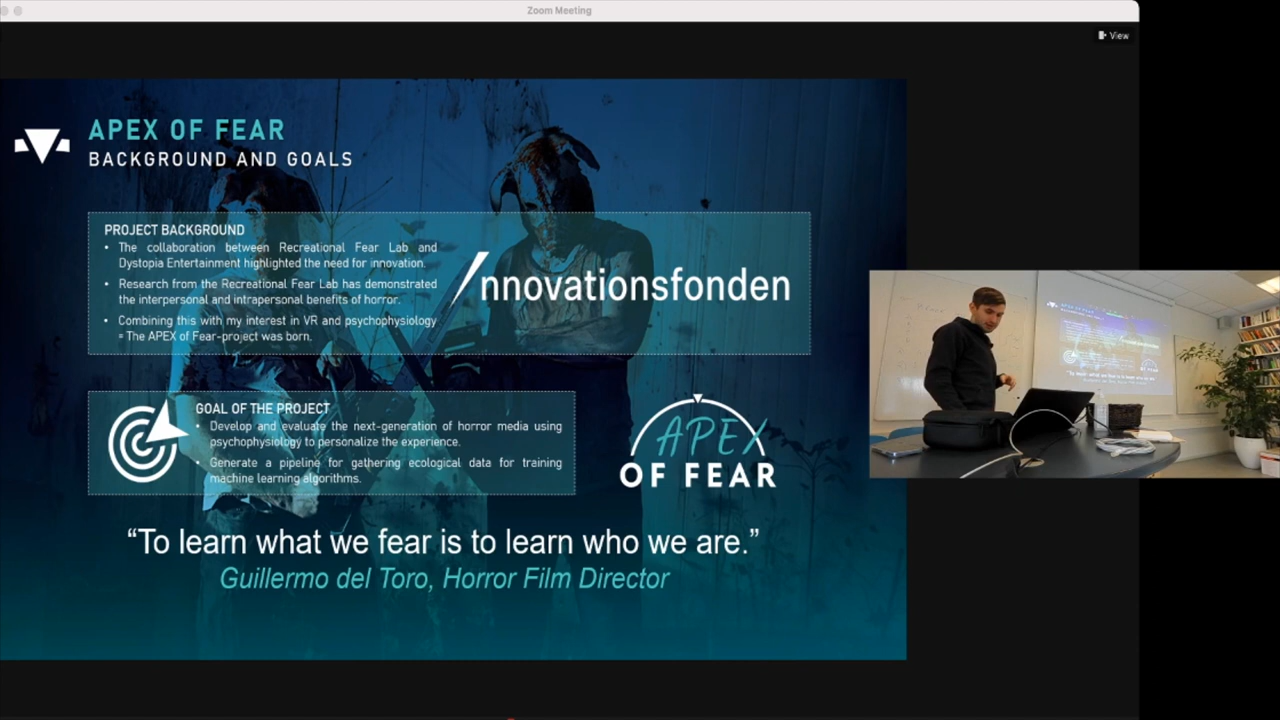 Zoom Meeting
View
APEX OF FEAR
BACKGROUND AND GOALS
PROJECT BACKGROUND
• The collaboration between Recreational Fear Lab and
Dystopia Entertainment highlighted the need for innovation.
• Research from the Recreational Fear Lab has demonstrated
the interpersonal and intrapersonal benefits of horror.
• Combining this with my interest in VR and psychophysiology
= The APEX of Fear-project was born.
Innovationsfonden
GOAL OF THE PROJECT
• Develop and evaluate the next-generation of horror media using
psychophysiology to personalize the experience.
• Generate a pipeline for gathering ecological data for training
machine learning algorithms.
APEX
OF FEAR
“To learn what we fear is to learn who we are.”
Guillermo del Toro, Horror Film Director
APEX OF FEAR